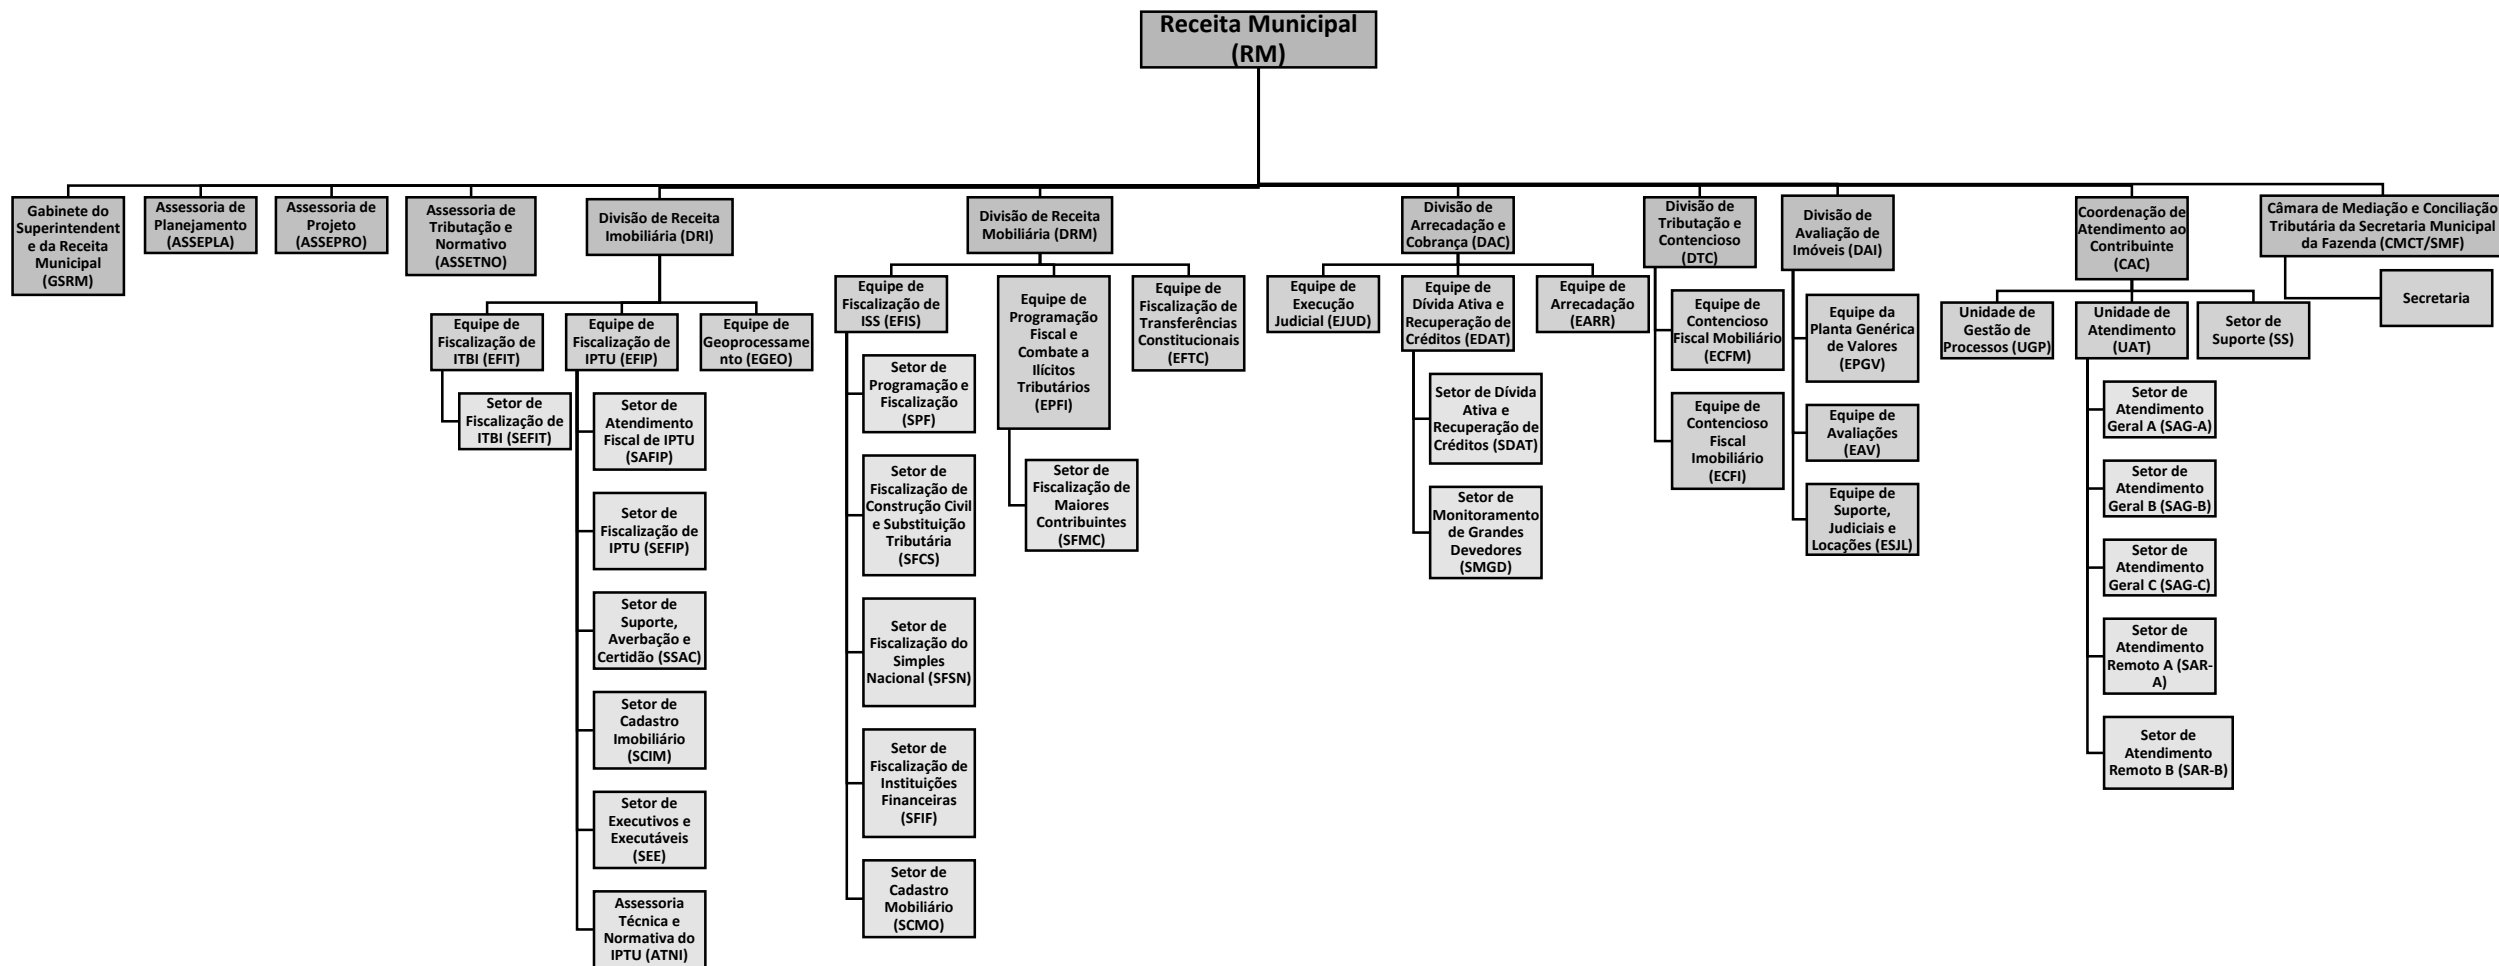 Receita Municipal
(RM)
Gabinete do
Superintendent
e da Receita
Municipal
(GSRM)
Assessoria de
Planejamento
(ASSEPLA)
Assessoria de
Projeto
(ASSEPRO)
Assessoria de
Tributação e
Normativo
(ASSETNO)
Divisão de Receita
Imobiliária (DRI)
Divisão de Receita
Mobiliária (DRM)
Divisão de
Arrecadação e
Cobrança (DAC)
Divisão de
Tributação e
Contencioso
(DTC)
Divisão de
Avaliação de
Imóveis (DAI)
Coordenação de
Atendimento ao
Contribuinte
(CAC)
Câmara de Mediação e Conciliação
Tributária da Secretaria Municipal
da Fazenda (CMCT/SMF)
Equipe de
Fiscalização de
ITBI (EFIT)
Equipe de
Fiscalização de
IPTU (EFIP)
Equipe de
Geoprocessame
nto (EGEO)
Equipe de
Fiscalização de
ISS (EFIS)
Equipe de
Programação
Fiscal e
Combate a
Ilícitos
Tributários
(EPFI)
Equipe de
Fiscalização de
Transferências
Constitucionais
(EFTC)
Equipe de
Execução
Judicial (EJUD)
Equipe de
Dívida Ativa e
Recuperação de
Créditos (EDAT)
Equipe de
Arrecadação
(EARR)
Equipe de
Contencioso
Fiscal Mobiliário
(ECFM)
Equipe da
Planta Genérica
de Valores
(EPGV)
Unidade de
Gestão de
Processos (UGP)
Unidade de
Atendimento
(UAT)
Setor de
Suporte (SS)
Secretaria
Setor de
Fiscalização de
ITBI (SEFIT)
Setor de
Atendimento
Fiscal de IPTU
(SAFIP)
Setor de
Fiscalização de
IPTU (SEFIP)
Setor de
Suporte,
Averbação e
Certidão (SSAC)
Setor de
Cadastro
Imobiliário
(SCIM)
Setor de
Executivos e
Executáveis
(SEE)
Assessoria
Técnica e
Normativa do
IPTU (ATNI)
Setor de
Programação e
Fiscalização
(SPF)
Setor de
Fiscalização de
Construção Civil
e Substituição
Tributária
(SFCS)
Setor de
Fiscalização do
Simples
Nacional (SFSN)
Setor de
Fiscalização de
Instituições
Financeiras
(SFIF)
Setor de
Cadastro
Mobiliário
(SCMO)
Setor de
Fiscalização de
Maiores
Contribuintes
(SFMC)
Setor de Dívida
Ativa e
Recuperação de
Créditos (SDAT)
Setor de
Monitoramento
de Grandes
Devedores
(SMGD)
Equipe de
Contencioso
Fiscal
Imobiliário
(ECFI)
Equipe de
Avaliações
(EAV)
Equipe de
Suporte,
Judiciais e
Locações (ESJL)
Setor de
Atendimento
Geral A (SAG-A)
Setor de
Atendimento
Geral B (SAG-B)
Setor de
Atendimento
Geral C (SAG-C)
Setor de
Atendimento
Remoto A (SAR-
A)
Setor de
Atendimento
Remoto B (SAR-B)